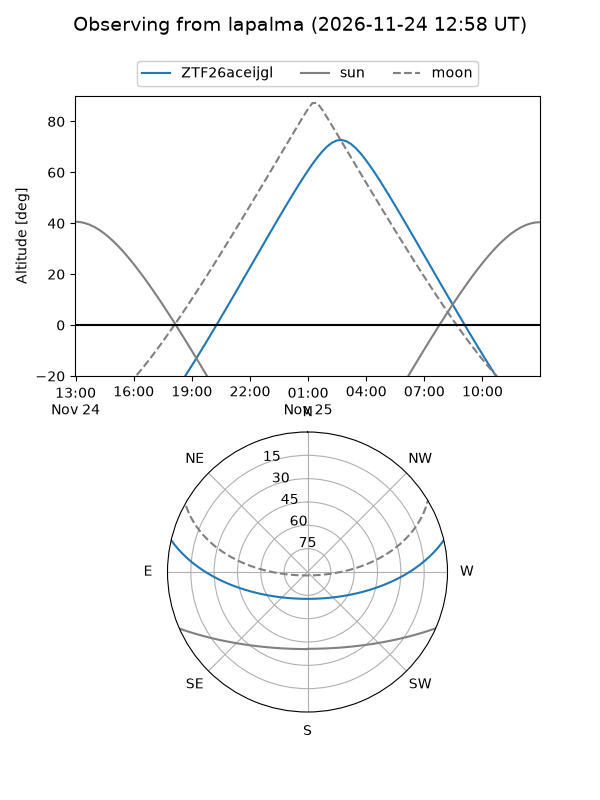 Observing from lapalma (2026-11-24 12:58 UT)
ZTF26aceijgl sun moon
Altitude [deg]
80
60
40
20
0
−20
13:00 16:00 19:00 22:00 01:00 04:00 07:00 10:00
Nov 24 Nov 25
N
NE NW
15
30
45
60
75
E W
SE SW
S